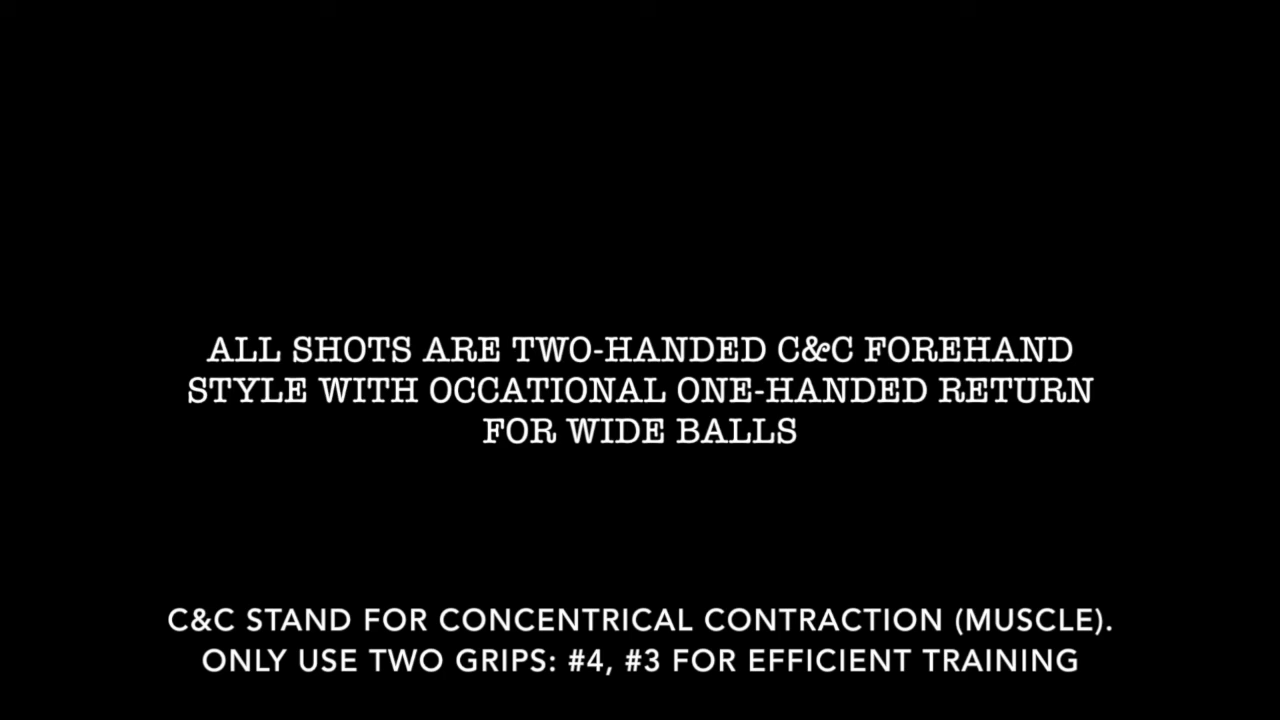 ALL SHOTS ARE TWO-HANDED C&C FOREHAND
STYLE WITH OCCATIONAL ONE-HANDED RETURN
FOR WIDE BALLS
C&C STAND FOR CONCENTRICAL CONTRACTION (MUSCLE).
ONLY USE TWO GRIPS: #4, #3 FOR EFFICIENT TRAINING